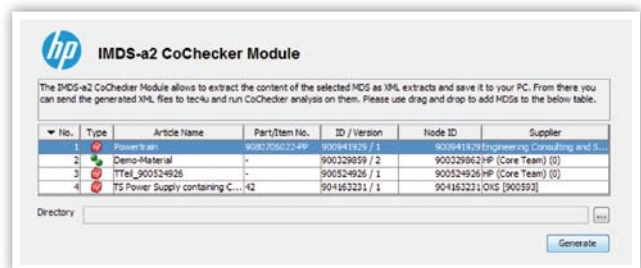 hp
IMDS-a2 CoChecker Module
The IMDS-a2 CoChecker Module allows to extract the content of the selected MDS as XML extracts and save it to your PC. From there you
can send the generated XML files to tec4u and run CoChecker analysis on them. Please use drag and drop to add MDSs to the below table.
No. Type Article Name Part/Item No. ID / Version Node ID Supplier
1 Powertrain 9080706022-PP 900941929 / 1 900941929 Engineering Consulting and S...
2 Demo-Material - 900329859 / 2 900329862 HP (Core Team) (0)
3 TTeil_900524926 - 900524926 / 1 900524926 HP (Core Team) (0)
4 TS Power Supply containing C... 42 904163231 / 1 904163231 OXS [900593]
Directory ...
Generate